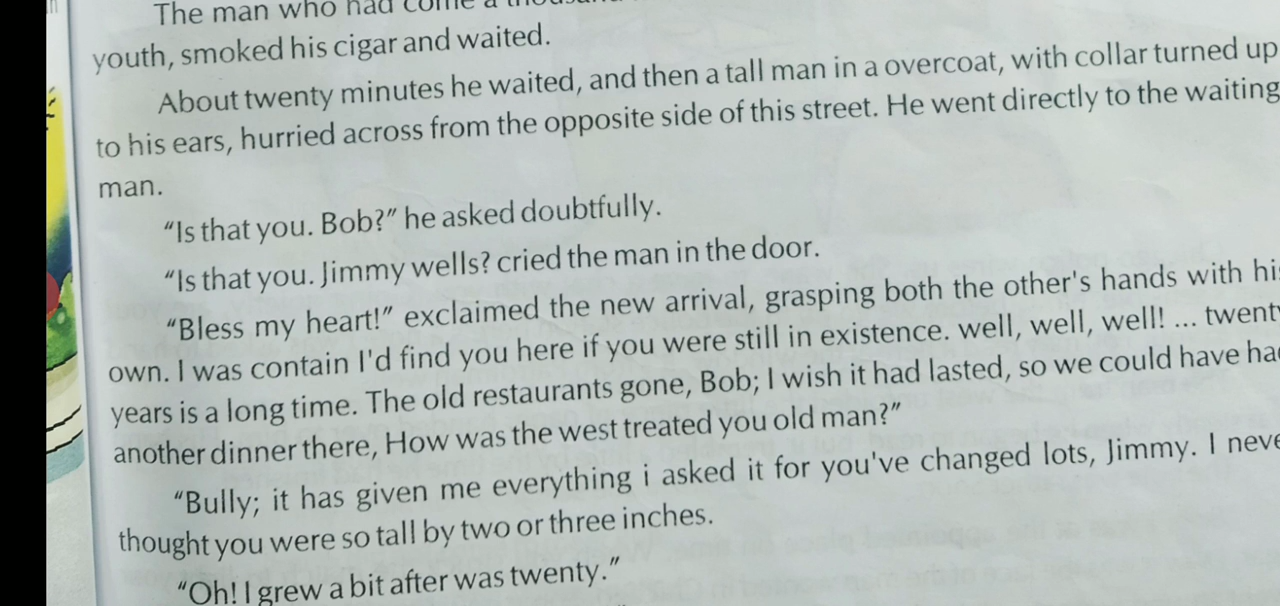 The man who had come a thousand
youth, smoked his cigar and waited.
About twenty minutes he waited, and then a tall man in a overcoat, with collar turned up
to his ears, hurried across from the opposite side of this street. He went directly to the waiting
man.
“Is that you. Bob?” he asked doubtfully.
“Is that you. Jimmy wells? cried the man in the door.
“Bless my heart!” exclaimed the new arrival, grasping both the other's hands with his
own. I was contain I'd find you here if you were still in existence. well, well, well! ... twenty
years is a long time. The old restaurants gone, Bob; I wish it had lasted, so we could have had
another dinner there, How was the west treated you old man?”
“Bully; it has given me everything i asked it for you've changed lots, Jimmy. I neve
thought you were so tall by two or three inches.
“Oh! I grew a bit after was twenty.”